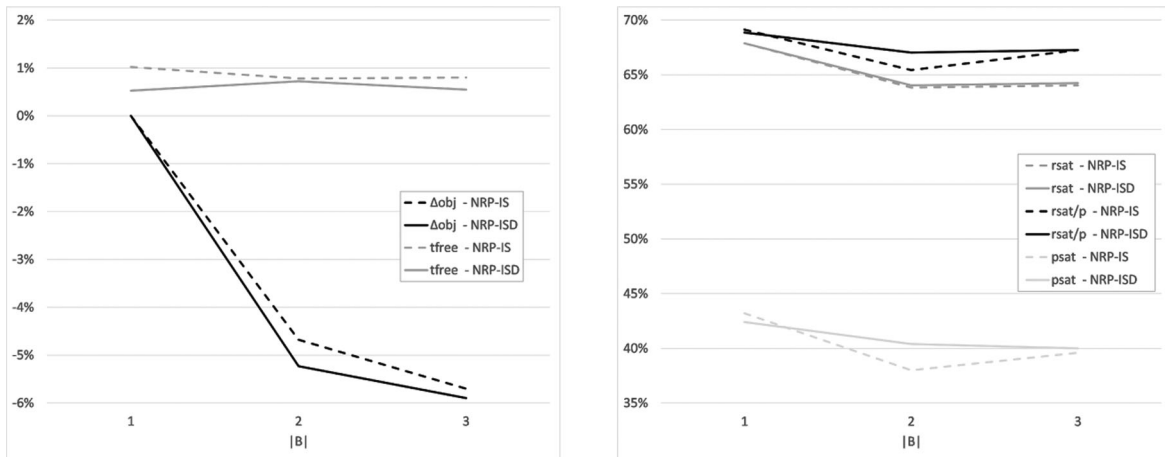 2%
1%
0%
-1%
-2%
-3%
-4%
-5%
-6%
Δobj - NRP-IS
Δobj - NRP-ISD
tfree - NRP-IS
tfree - NRP-ISD
1 2 3
|B|
70%
65%
60%
55%
50%
45%
40%
35%
rsat - NRP-IS
rsat - NRP-ISD
rsat/p - NRP-IS
rsat/p - NRP-ISD
psat - NRP-IS
psat - NRP-ISD
1 2 3
|B|